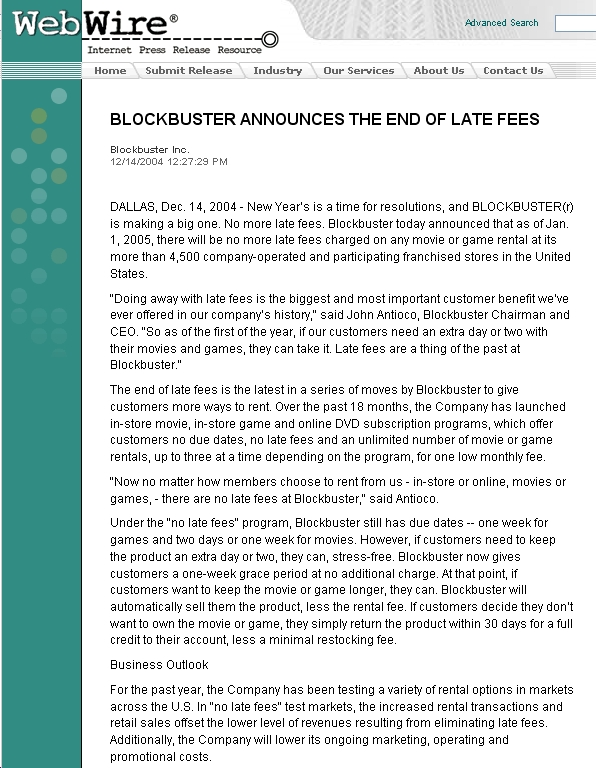 WebWire®
Internet Press Release Resource
Advanced Search
Home Submit Release Industry Our Services About Us Contact Us
BLOCKBUSTER ANNOUNCES THE END OF LATE FEES
Blockbuster Inc.
12/14/2004 12:27:29 PM
DALLAS, Dec. 14, 2004 - New Year's is a time for resolutions, and BLOCKBUSTER(r)
is making a big one. No more late fees. Blockbuster today announced that as of Jan.
1, 2005, there will be no more late fees charged on any movie or game rental at its
more than 4,500 company-operated and participating franchised stores in the United
States.
"Doing away with late fees is the biggest and most important customer benefit we've
ever offered in our company's history," said John Antioco, Blockbuster Chairman and
CEO. "So as of the first of the year, if our customers need an extra day or two with
their movies and games, they can take it. Late fees are a thing of the past at
Blockbuster."
The end of late fees is the latest in a series of moves by Blockbuster to give
customers more ways to rent. Over the past 18 months, the Company has launched
in-store movie, in-store game and online DVD subscription programs, which offer
customers no due dates, no late fees and an unlimited number of movie or game
rentals, up to three at a time depending on the program, for one low monthly fee.
"Now no matter how members choose to rent from us - in-store or online, movies or
games, - there are no late fees at Blockbuster," said Antioco.
Under the "no late fees" program, Blockbuster still has due dates -- one week for
games and two days or one week for movies. However, if customers need to keep
the product an extra day or two, they can, stress-free. Blockbuster now gives
customers a one-week grace period at no additional charge. At that point, if
customers want to keep the movie or game longer, they can. Blockbuster will
automatically sell them the product, less the rental fee. If customers decide they don't
want to own the movie or game, they simply return the product within 30 days for a full
credit to their account, less a minimal restocking fee.
Business Outlook
For the past year, the Company has been testing a variety of rental options in markets
across the U.S. In "no late fees" test markets, the increased rental transactions and
retail sales offset the lower level of revenues resulting from eliminating late fees.
Additionally, the Company will lower its ongoing marketing, operating and
promotional costs.